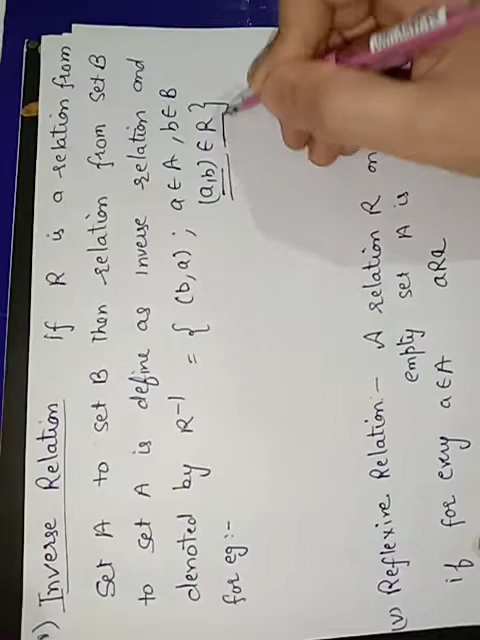 ) Inverse Relation If R is a relation from
Set A to set B Then relation from set B
to set A is define as inverse relation and
denoted by R⁻¹ = { (b,a) ; a∈A , b∈B
(a,b) ∈ R }
for eg:-
(v) Reflexive Relation:- A relation R on
empty set A is
if for every a∈A aRa